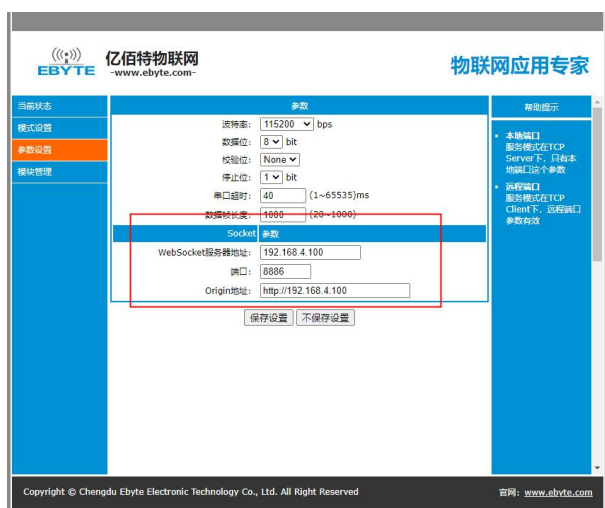 ((( )))
EBYTE
亿佰特物联网
-www.ebyte.com-
物联网应用专家
当前状态
模式设置
参数设置
模块管理
参数
波特率: 115200 bps
数据位: 8 bit
校验位: None
停止位: 1 bit
串口超时: 40 (1~65535)ms
数据帧长度: 1000 (20~1000)
Socket 参数
WebSocket服务器地址: 192.168.4.100
端口: 8886
Origin地址: http://192.168.4.100
保存设置 不保存设置
帮助提示
• 本地端口
服务模式在TCP
Server下，只有本
地端口这个参数
• 远程端口
服务模式在TCP
Client下，远程端口
参数有效
Copyright © Chengdu Ebyte Electronic Technology Co., Ltd. All Right Reserved
官网: www.ebyte.com